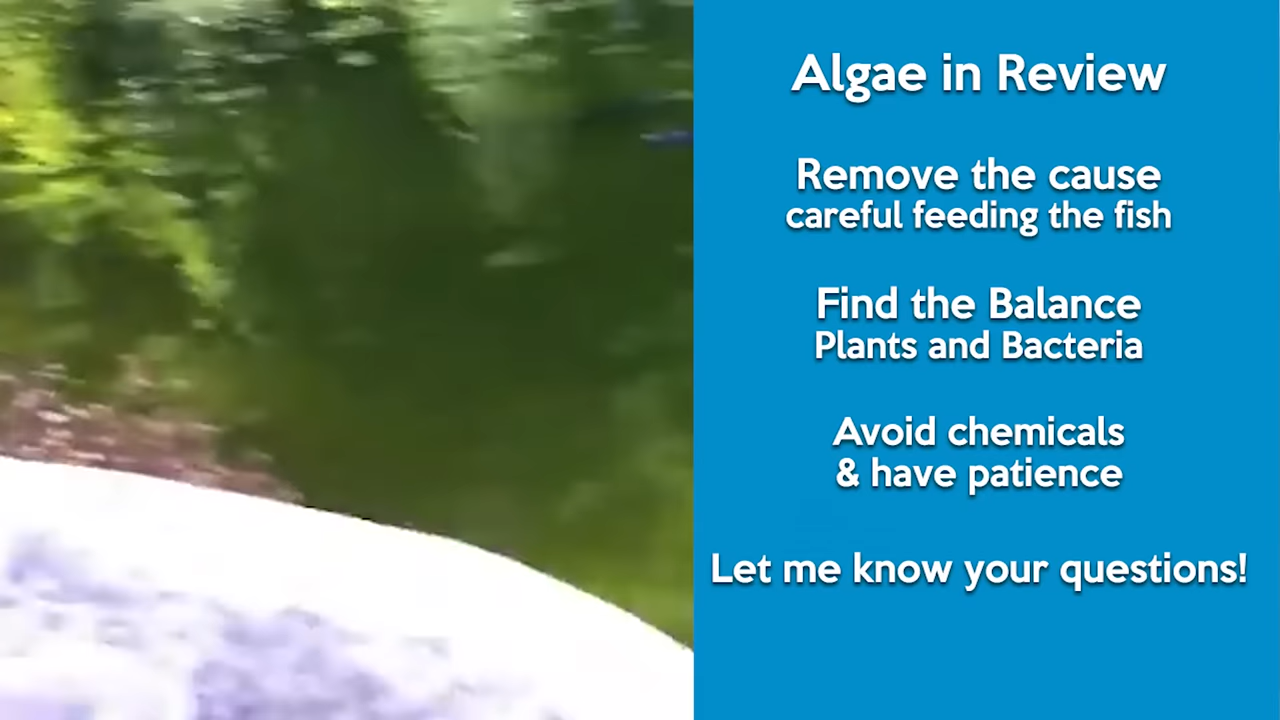 Algae in Review
Remove the cause
careful feeding the fish
Find the Balance
Plants and Bacteria
Avoid chemicals
& have patience
Let me know your questions!